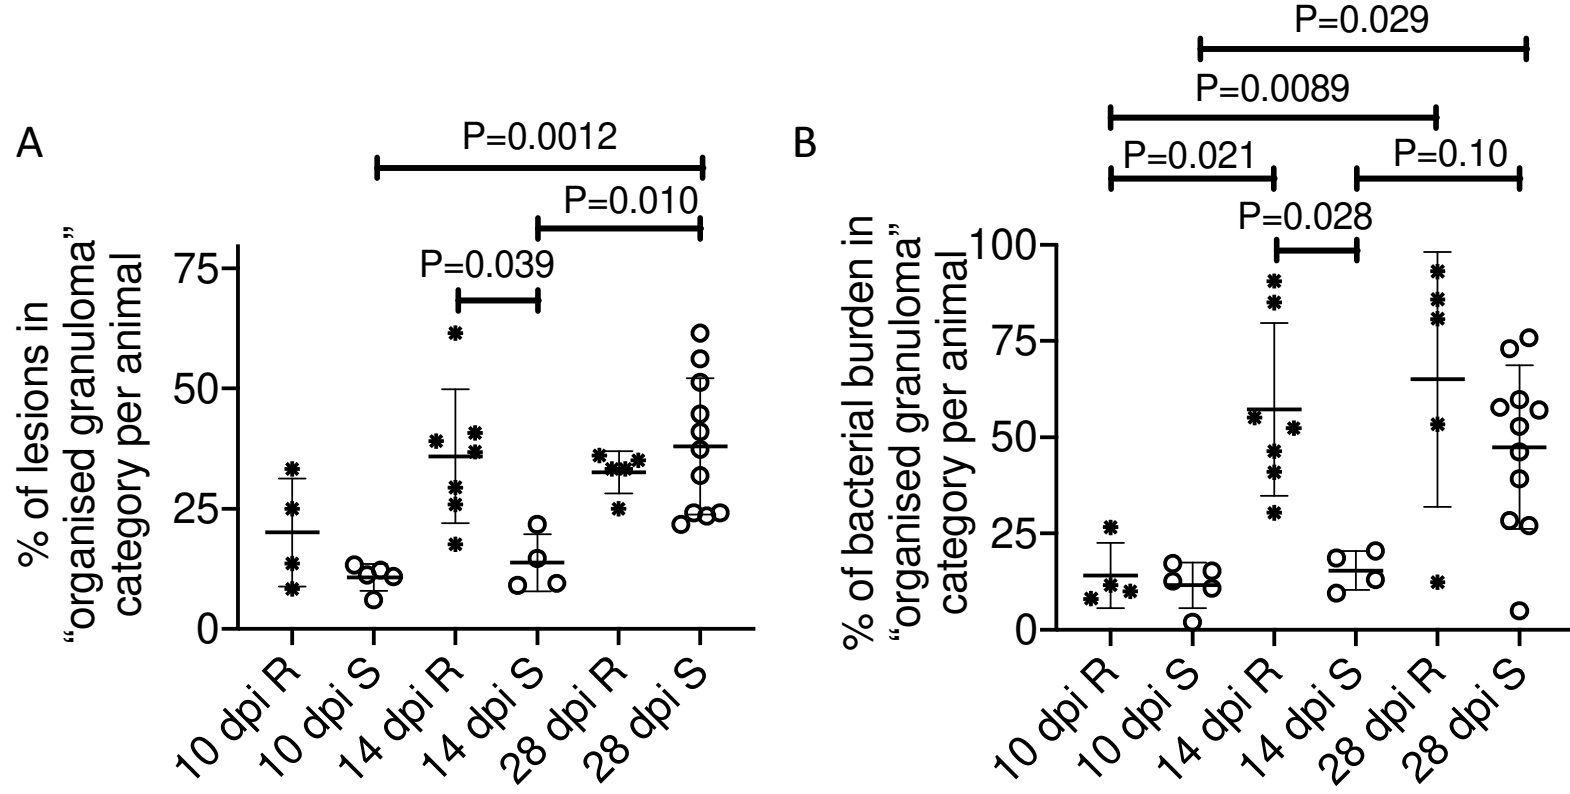 A
P=0.0012
P=0.010
P=0.039
% of lesions in
“organised granuloma”
category per animal
75
50
25
0
10 dpi R
10 dpi S
14 dpi R
14 dpi S
28 dpi R
28 dpi S
B
P=0.029
P=0.0089
P=0.021
P=0.10
P=0.028
% of bacterial burden in
“organised granuloma”
category per animal
100
75
50
25
0
10 dpi R
10 dpi S
14 dpi R
14 dpi S
28 dpi R
28 dpi S